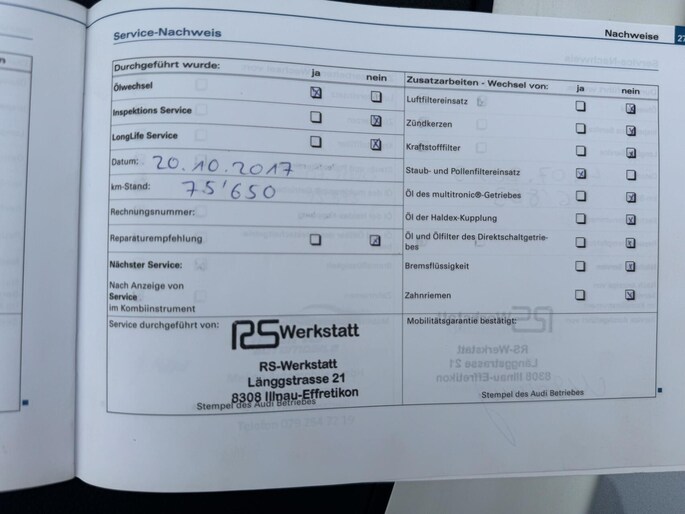 Service-Nachweis
Nachweise
Durchgeführt wurde: ja nein
Ölwechsel
Inspektions Service
LongLife Service
Datum: 20.10.2017
km-Stand: 75'650
Rechnungsnummer:
Reparaturempfehlung
Nächster Service:
Nach Anzeige von
Service
im Kombiinstrument
Service durchgeführt von:
RS Werkstatt
RS-Werkstatt
Länggstrasse 21
8308 Illnau-Effretikon
Stempel des Audi Betriebes
Zusatzarbeiten - Wechsel von: ja nein
Luftfiltereinsatz
Zündkerzen
Kraftstofffilter
Staub- und Pollenfiltereinsatz
Öl des multitronic®-Getriebes
Öl der Haldex-Kupplung
Öl und Ölfilter des Direktschaltgetrie-
bes
Bremsflüssigkeit
Zahnriemen
Mobilitätsgarantie bestätigt:
Stempel des Audi Betriebes